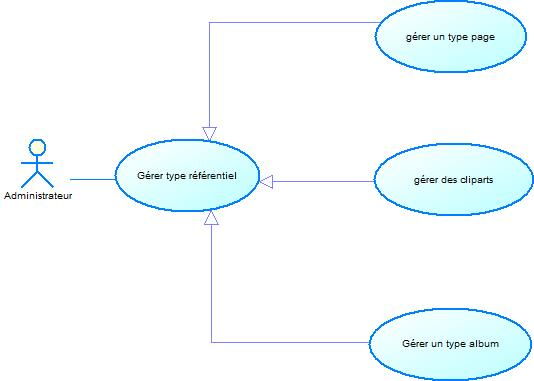 gérer un type page
Gérer type référentiel
gérer des cliparts
Administrateur
Gérer un type album